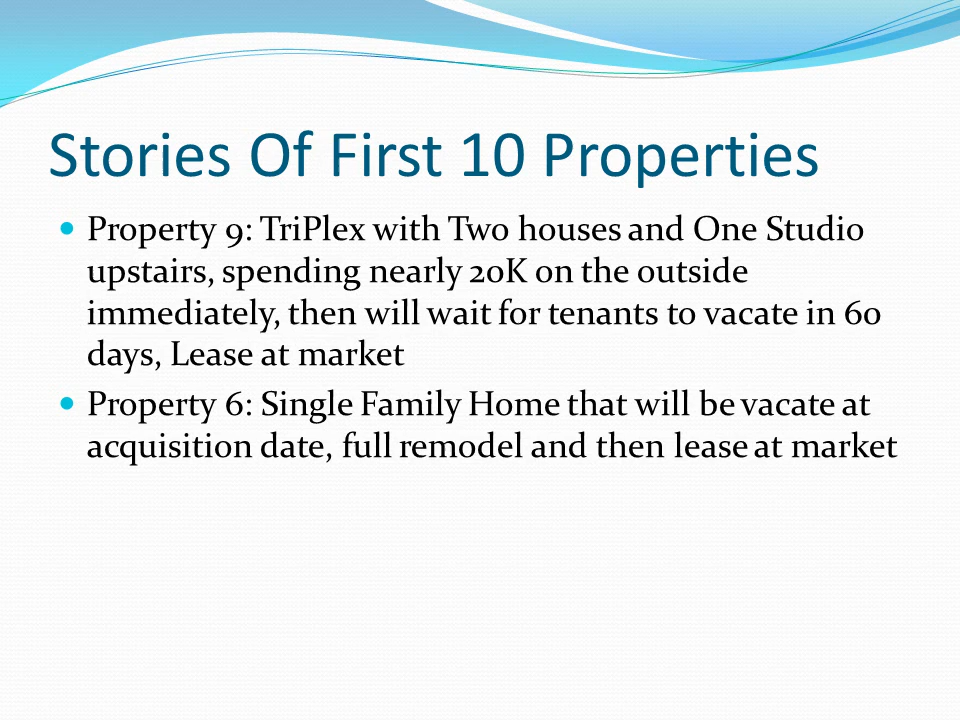 Stories Of First 10 Properties
Property 9: TriPlex with Two houses and One Studio
upstairs, spending nearly 20K on the outside
immediately, then will wait for tenants to vacate in 60
days, Lease at market
Property 6: Single Family Home that will be vacate at
acquisition date, full remodel and then lease at market